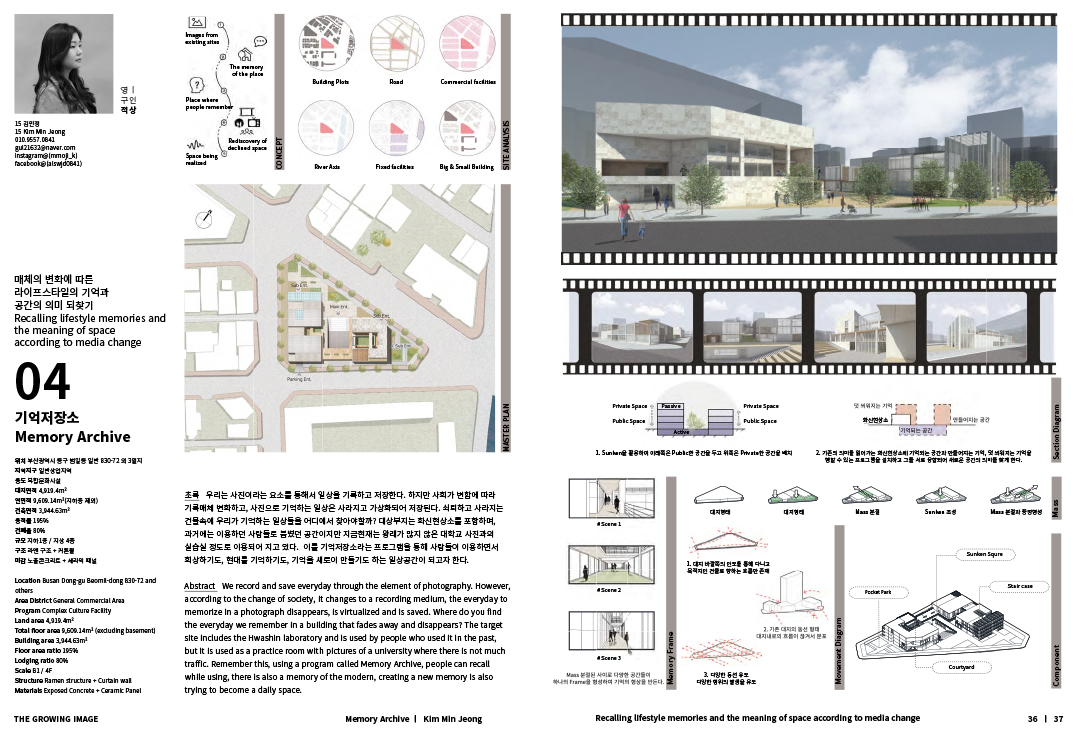 영 ㅣ
구 인
적 상
15 김민정
15 Kim Min Jeong
010.9557.0841
gul21632@naver.com
instagram@(mmoji_k)
facebook@(alswjd0841)
매체의 변화에 따른
라이프스타일의 기억과
공간의 의미 되찾기
Recalling lifestyle memories and
the meaning of space
according to media change
04
기억저장소
Memory Archive
위치 부산광역시 동구 범일동 일반 830-72 외 3필지
지역지구 일반상업지역
용도 복합문화시설
대지면적 4,919.4m²
연면적 9,609.14m²(지하층 제외)
건축면적 3,944.63m²
용적률 195%
건폐율 80%
규모 지하1층 / 지상 4층
구조 라멘 구조 + 커튼월
마감 노출콘크리트 + 세라믹 패널
Location Busan Dong-gu Beomil-dong 830-72 and
others
Area District General Commercial Area
Program Complex Culture Facility
Land area 4,919.4m²
Total floor area 9,609.14m² (excluding basement)
Building area 3,944.63m²
Floor area ratio 195%
Lodging ratio 80%
Scale B1 / 4F
Structure Ramen structure + Curtain wall
Materials Exposed Concrete + Ceramic Panel
Images from
existing sites
The memory
of the place
Place where
people remember
Rediscovery of
declined space
Space being
realized
CONCEPT
Building Plots
Road
Commercial facilities
River Axis
Fixed facilities
Big & Small Building
SITE ANALYSIS
Sub Ent.
Main Ent.
Sub Ent.
Sub Ent.
Parking Ent.
MASTER PLAN
초록 우리는 사진이라는 요소를 통해서 일상을 기록하고 저장한다. 하지만 사회가 변함에 따라
기록매체 변화하고, 사진으로 기억하는 일상은 사라지고 가상화되어 저장된다. 쇠퇴하고 사라지는
건물속에 우리가 기억하는 일상들을 어디에서 찾아야할까? 대상부지는 화신현상소를 포함하며,
과거에는 이용하던 사람들로 붐볐던 공간이지만 지금현재는 왕래가 많지 않은 대학교 사진과의
실습실 정도로 이용되어 지고 있다. 이를 기억저장소라는 프로그램을 통해 사람들이 이용하면서
회상하기도, 현대를 기억하기도, 기억을 새로이 만들기도 하는 일상공간이 되고자 한다.
Abstract We record and save everyday through the element of photography. However,
according to the change of society, it changes to a recording medium, the everyday to
memorize in a photograph disappears, is virtualized and is saved. Where do you find
the everyday we remember in a building that fades away and disappears? The target
site includes the Hwashin laboratory and is used by people who used it in the past,
but it is used as a practice room with pictures of a university where there is not much
traffic. Remember this, using a program called Memory Archive, people can recall
while using, there is also a memory of the modern, creating a new memory is also
trying to become a daily space.
THE GROWING IMAGE
Memory Archive | Kim Min Jeong
Private Space
Public Space
Passive
Active
Private Space
Public Space
1. Sunken을 활용하여 아래쪽은 Public한 공간을 두고 위쪽은 Private한 공간을 배치
덧 씌워지는 기억
화신현상소
만들어지는 공간
기억되는 공간
2. 기존의 의미를 잃어가는 화신현상소에 기억되는 공간과 만들어지는 기억, 덧 씌워지는 기억을
행할 수 있는 프로그램을 설치하고 그를 서로 융합되어 새로운 공간의 의미를 찾게 한다.
Section Diagram
# Scene 1
# Scene 2
# Scene 3
Mass 분절된 사이로 다양한 공간들이
하나의 Frame을 형성하며 기억의 형상을 만든다.
Memory Frame
대지형태
대지형태
Mass 분절
Sunken 조성
Mass
1. 대지 바깥쪽의 인도를 통해 다니고
목적지인 건물로 향하는 흐름만 존재
2. 기존 대지의 동선 형태
대지내로의 흐름이 끊겨서 분포
3. 다양한 동선 유도
다양한 행위의 발생을 유도
Movement Diagram
Sunken Squre
Pocket Park
Stair case
Courtyard
Component
Recalling lifestyle memories and the meaning of space according to media change
36 | 37